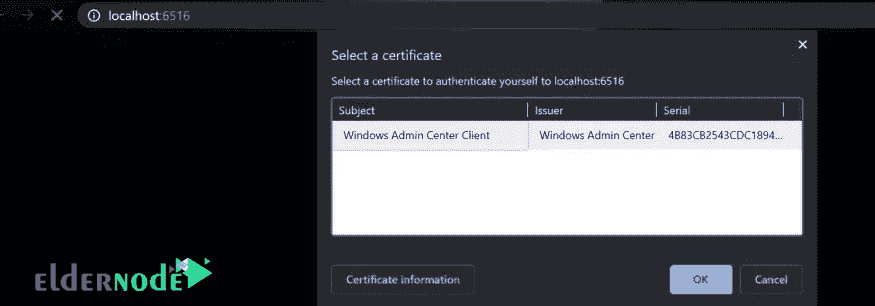 localhost:6516
Select a certificate
Select a certificate to authenticate yourself to localhost:6516
Subject Issuer Serial
Windows Admin Center Client Windows Admin Center 4B83CB2543CDC1894...
eldernode
Certificate information OK Cancel